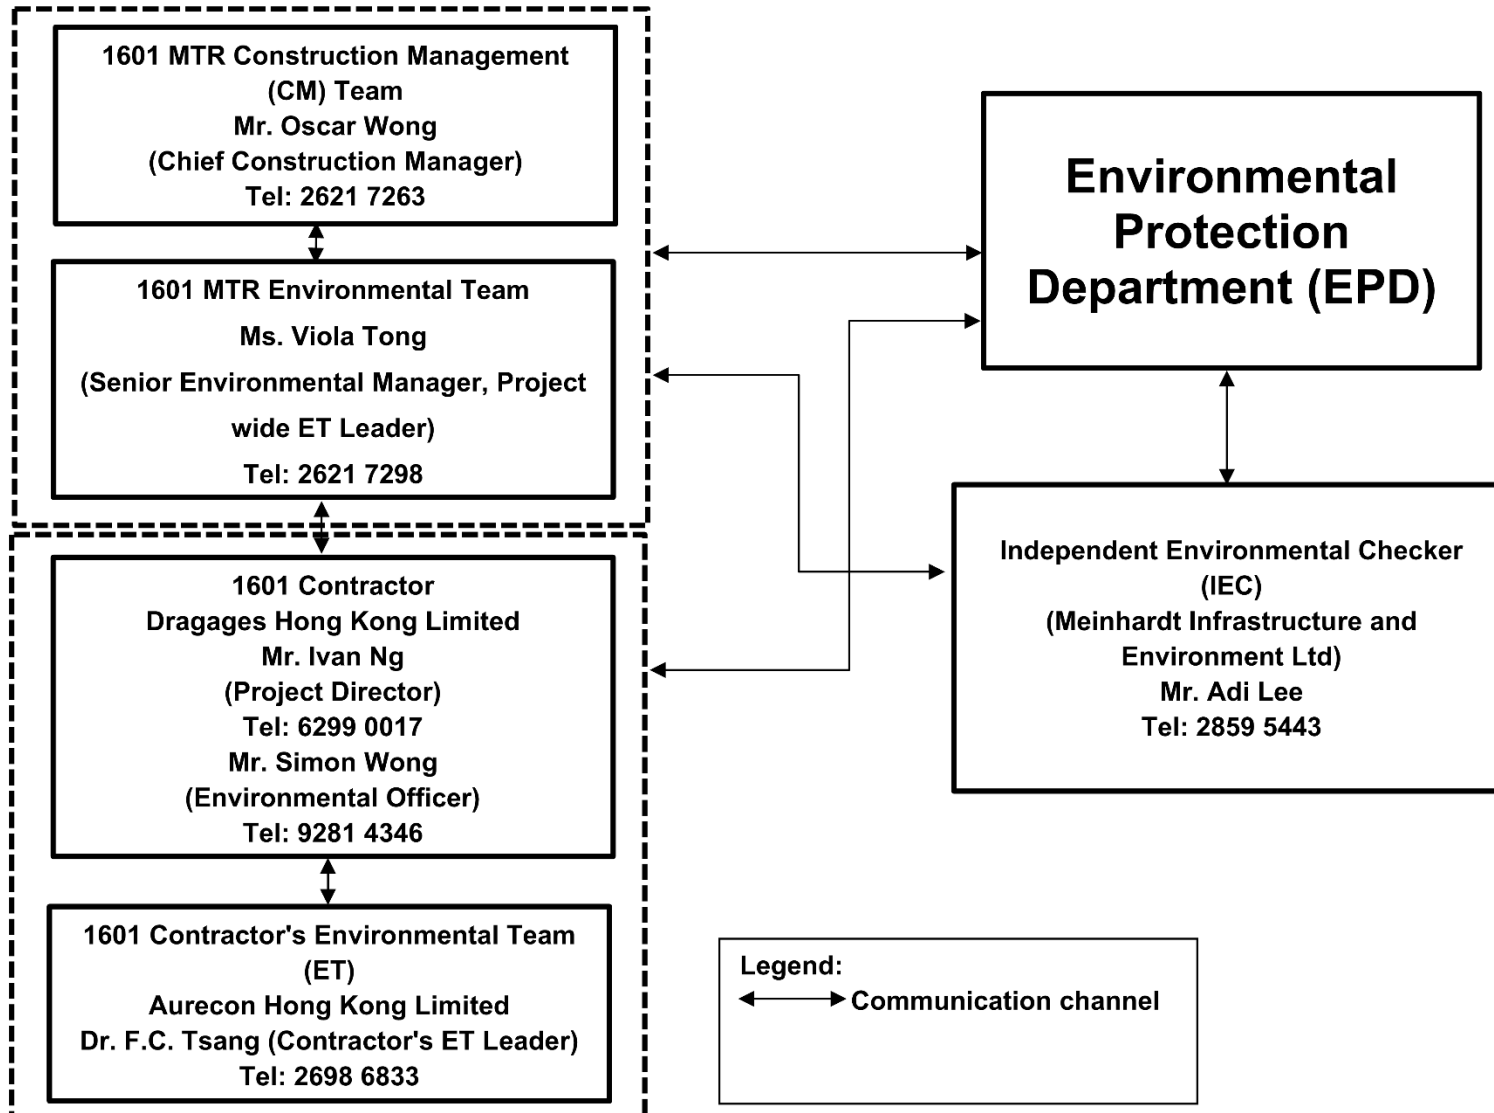 1601 MTR Construction Management
(CM) Team
Mr. Oscar Wong
(Chief Construction Manager)
Tel: 2621 7263
1601 MTR Environmental Team
Ms. Viola Tong
(Senior Environmental Manager, Project
wide ET Leader)
Tel: 2621 7298
1601 Contractor
Dragages Hong Kong Limited
Mr. Ivan Ng
(Project Director)
Tel: 6299 0017
Mr. Simon Wong
(Environmental Officer)
Tel: 9281 4346
1601 Contractor's Environmental Team
(ET)
Aurecon Hong Kong Limited
Dr. F.C. Tsang (Contractor's ET Leader)
Tel: 2698 6833
Environmental
Protection
Department (EPD)
Independent Environmental Checker
(IEC)
(Meinhardt Infrastructure and
Environment Ltd)
Mr. Adi Lee
Tel: 2859 5443
Legend:
Communication channel